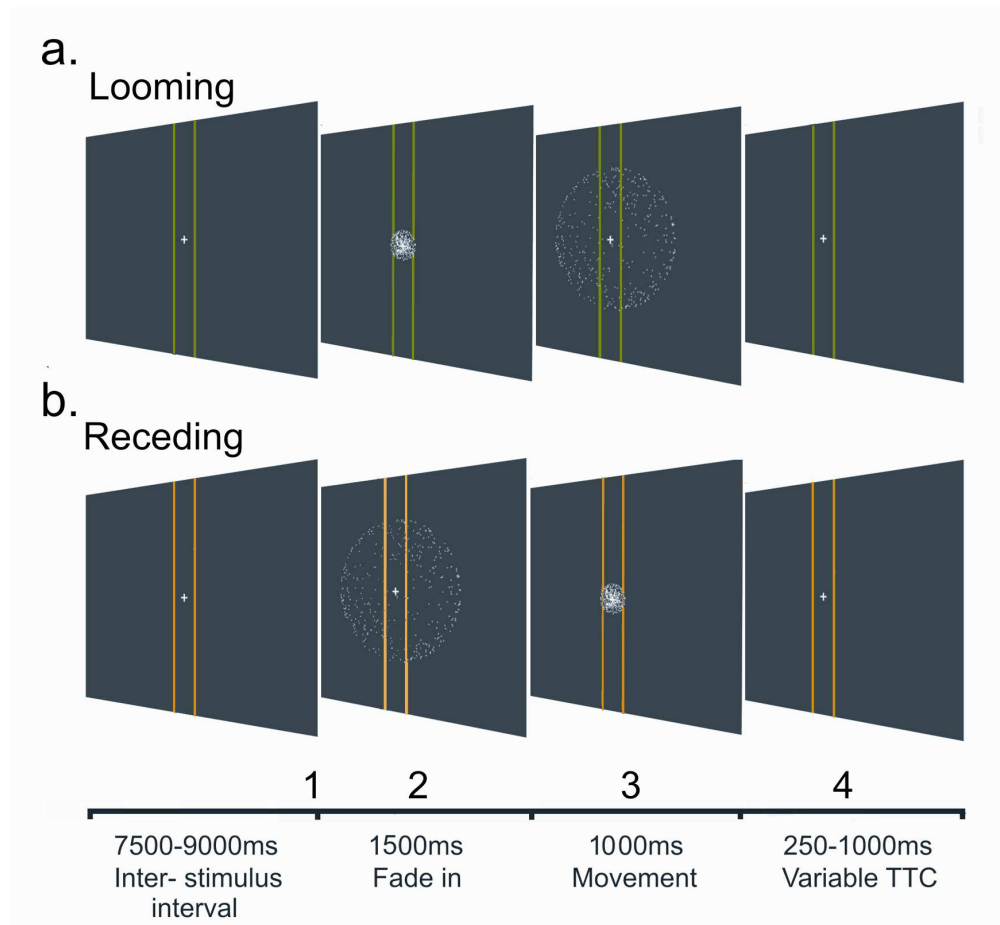 a.
Looming
b.
Receding
1 2 3 4
7500-9000ms 1500ms 1000ms 250-1000ms
Inter- stimulus Fade in Movement Variable TTC
interval